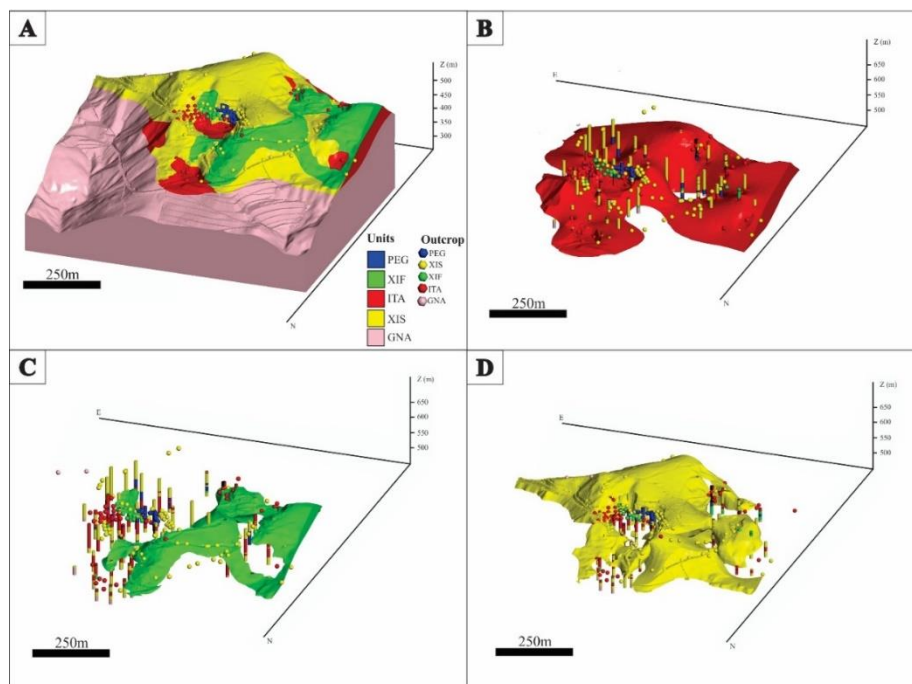 A
Z (m)
500
450
400
350
300
Units
PEG
XIF
ITA
XIS
GNA
Outcrop
PEG
XIS
XIF
ITA
GNA
250m
N
B
Z (m)
650
600
550
500
E
250m
N
C
Z (m)
650
600
550
500
E
250m
N
D
Z (m)
650
600
550
500
E
250m
N